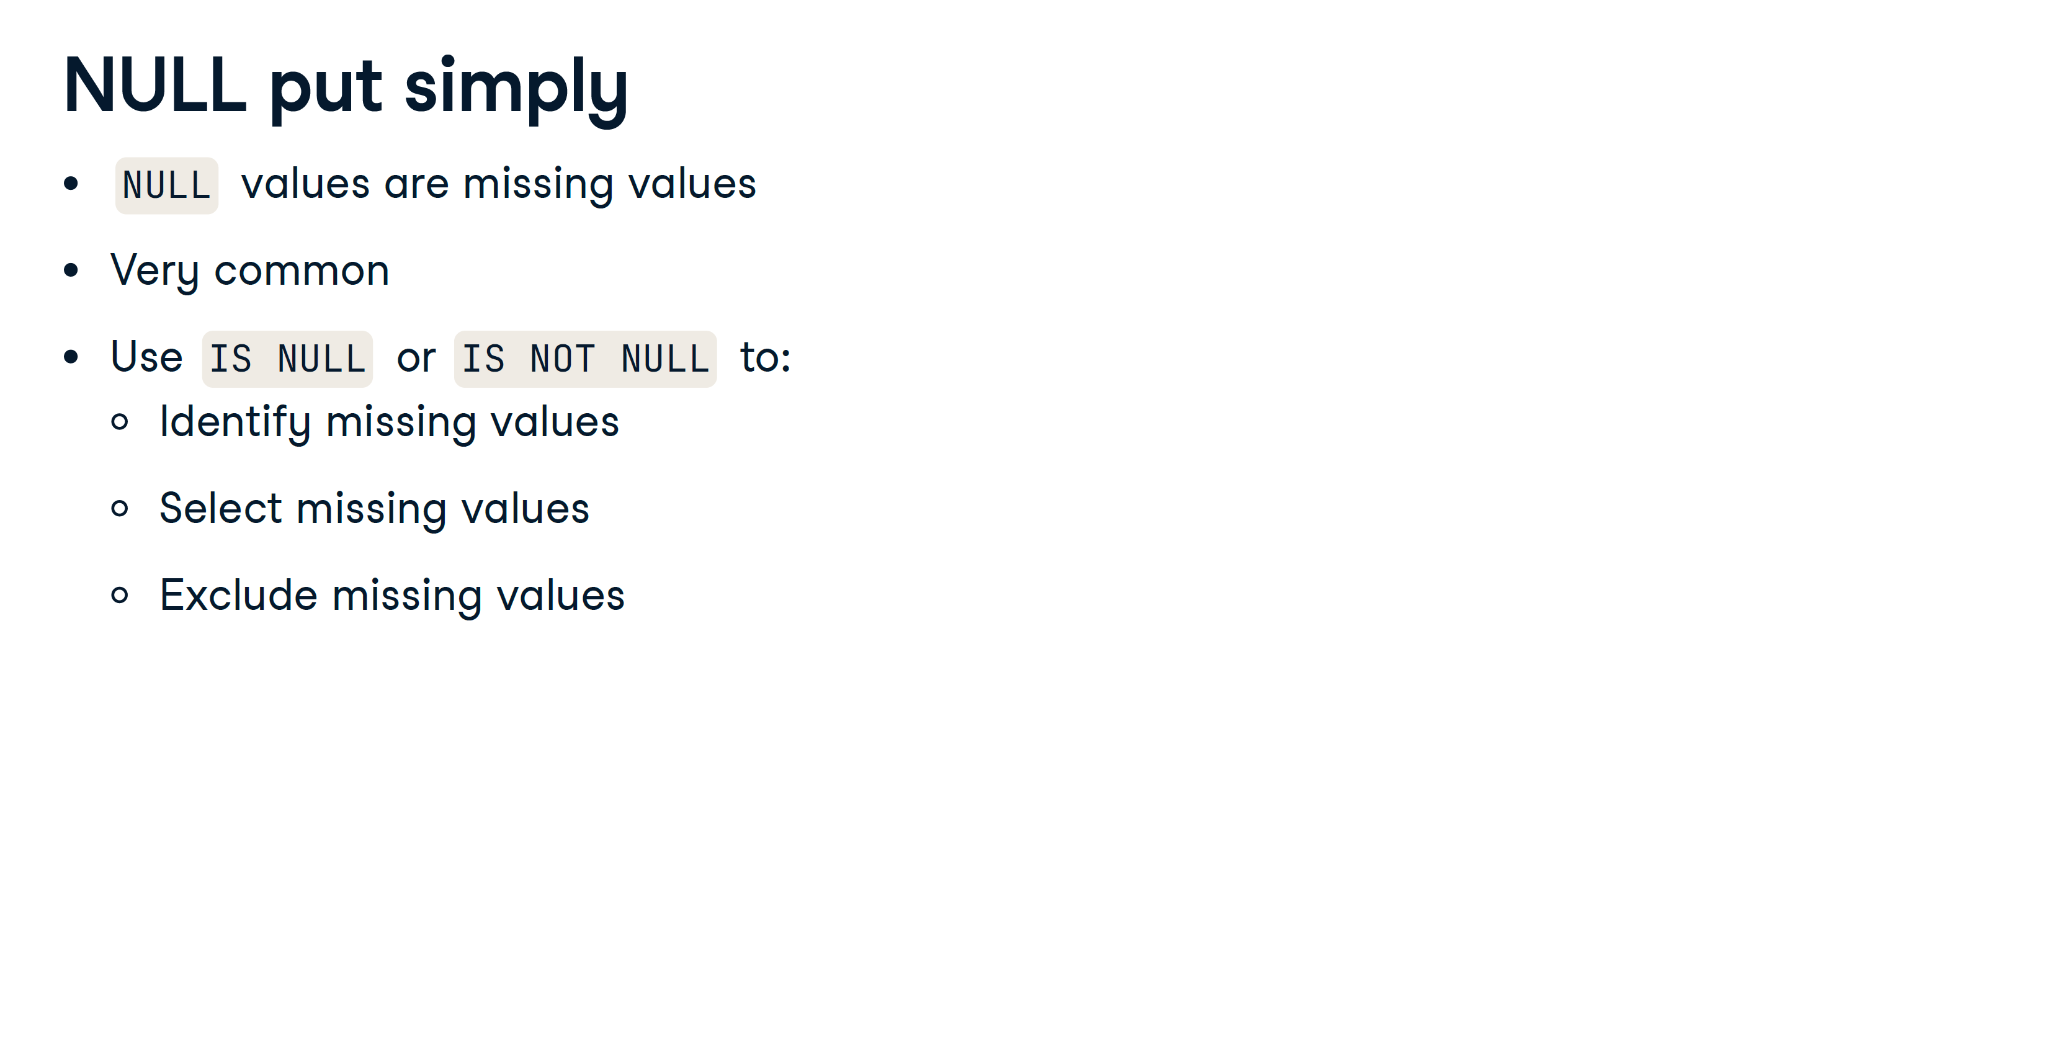 NULL put simply
• NULL values are missing values
• Very common
• Use IS NULL or IS NOT NULL to:
◦ Identify missing values
◦ Select missing values
◦ Exclude missing values